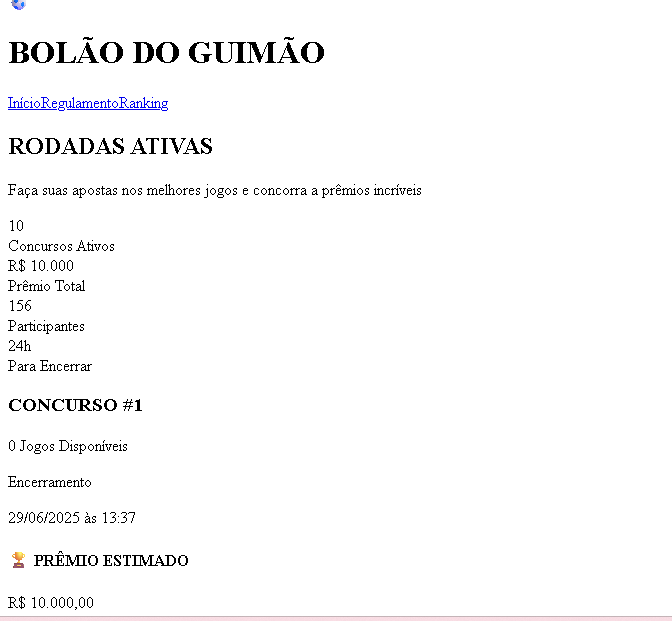 BOLÃO DO GUIMÃO
InícioRegulamentoRanking
RODADAS ATIVAS
Faça suas apostas nos melhores jogos e concorra a prêmios incríveis
10
Concursos Ativos
R$ 10.000
Prêmio Total
156
Participantes
24h
Para Encerrar
CONCURSO #1
0 Jogos Disponíveis
Encerramento
29/06/2025 às 13:37
🏆 PRÊMIO ESTIMADO
R$ 10.000,00